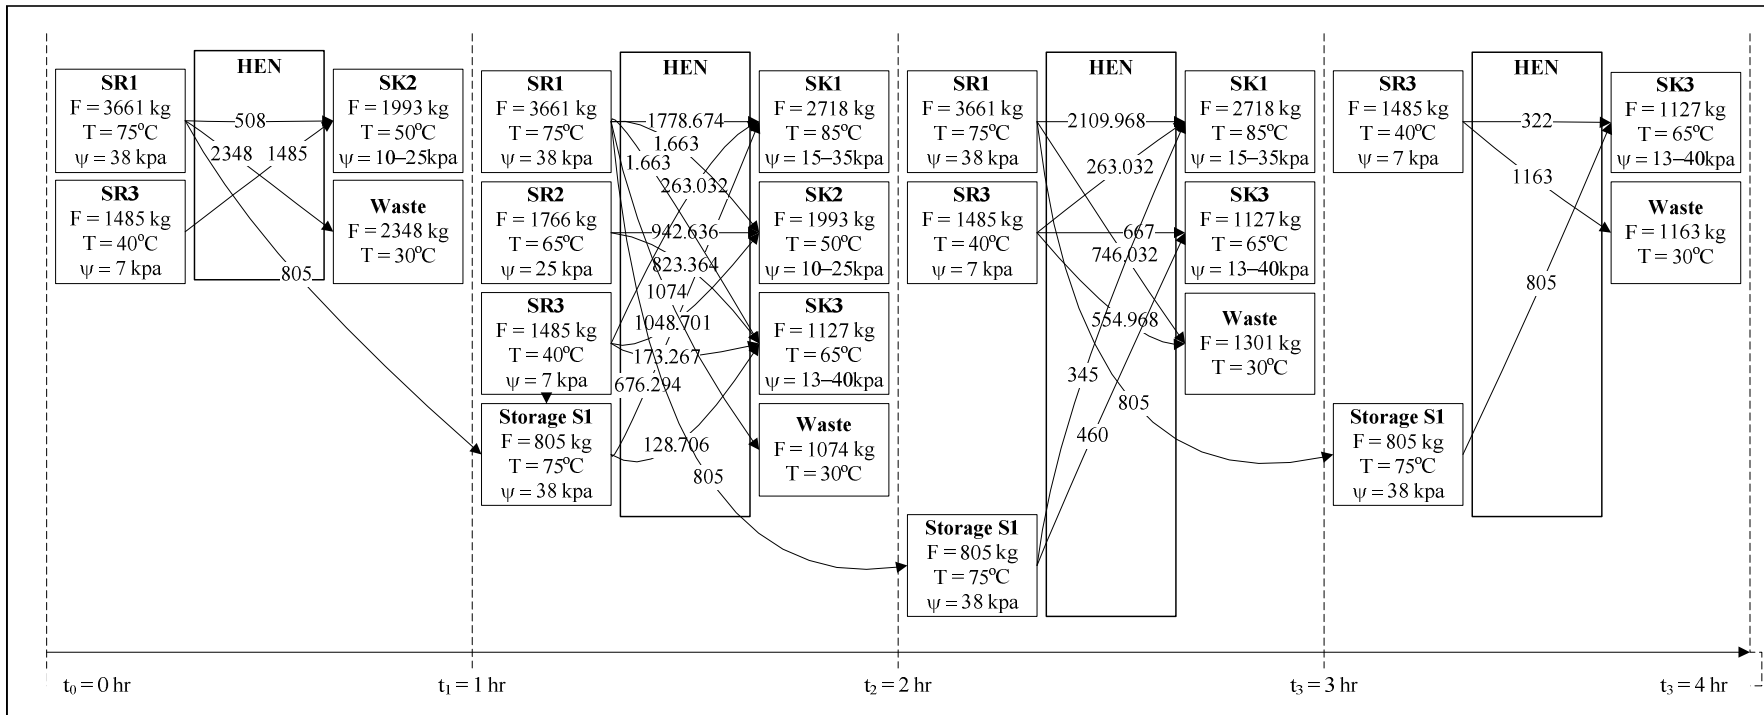 HEN
SR1
F = 3661 kg
T = 75°C
ψ = 38 kpa
SR3
F = 1485 kg
T = 40°C
ψ = 7 kpa
508
2348
1485
805
SK2
F = 1993 kg
T = 50°C
ψ = 10–25kpa
Waste
F = 2348 kg
T = 30°C
HEN
SR1
F = 3661 kg
T = 75°C
ψ = 38 kpa
SR2
F = 1766 kg
T = 65°C
ψ = 25 kpa
SR3
F = 1485 kg
T = 40°C
ψ = 7 kpa
Storage S1
F = 805 kg
T = 75°C
ψ = 38 kpa
1778.674
1.663
1.663
263.032
942.636
823.364
1074
1048.701
173.267
676.294
128.706
805
SK1
F = 2718 kg
T = 85°C
ψ = 15–35kpa
SK2
F = 1993 kg
T = 50°C
ψ = 10–25kpa
SK3
F = 1127 kg
T = 65°C
ψ = 13–40kpa
Waste
F = 1074 kg
T = 30°C
HEN
SR1
F = 3661 kg
T = 75°C
ψ = 38 kpa
SR3
F = 1485 kg
T = 40°C
ψ = 7 kpa
Storage S1
F = 805 kg
T = 75°C
ψ = 38 kpa
2109.968
263.032
667
746.032
554.968
345
805
460
SK1
F = 2718 kg
T = 85°C
ψ = 15–35kpa
SK3
F = 1127 kg
T = 65°C
ψ = 13–40kpa
Waste
F = 1301 kg
T = 30°C
HEN
SR3
F = 1485 kg
T = 40°C
ψ = 7 kpa
Storage S1
F = 805 kg
T = 75°C
ψ = 38 kpa
322
1163
805
SK3
F = 1127 kg
T = 65°C
ψ = 13–40kpa
Waste
F = 1163 kg
T = 30°C
t₀ = 0 hr
t₁ = 1 hr
t₂ = 2 hr
t₃ = 3 hr
t₃ = 4 hr